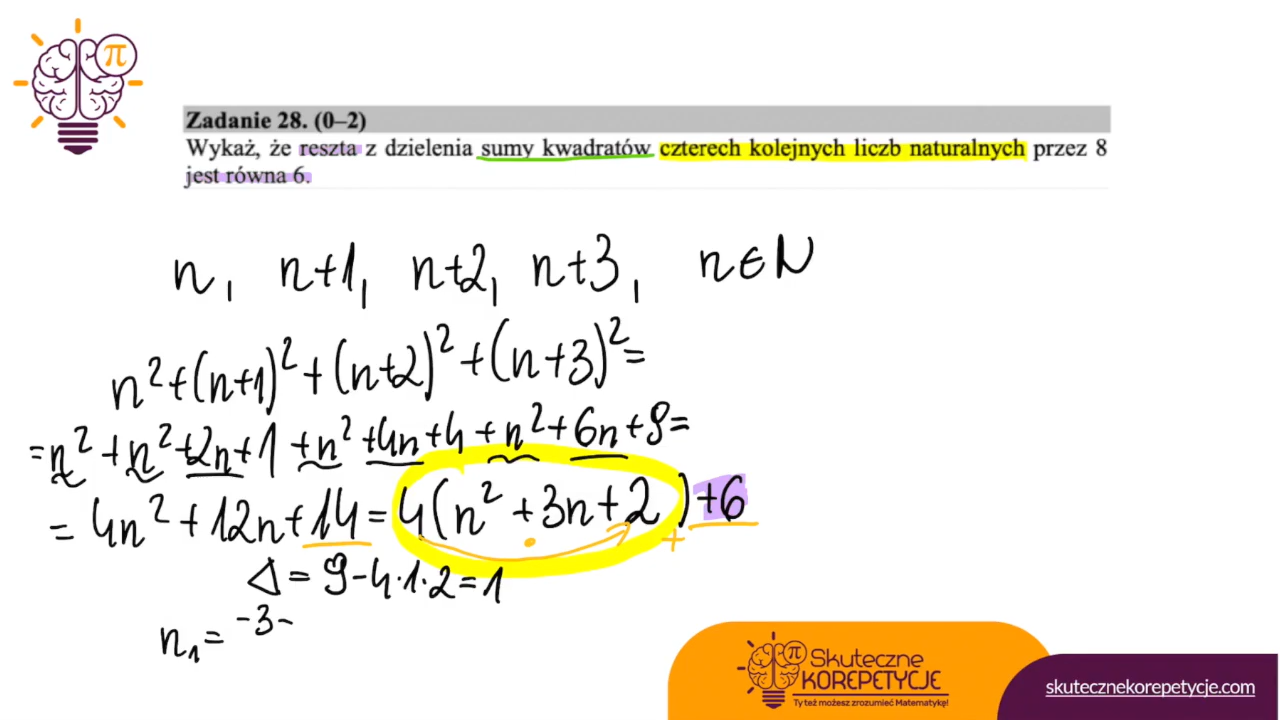 π
Zadanie 28. (0–2)
Wykaż, że reszta z dzielenia sumy kwadratów czterech kolejnych liczb naturalnych przez 8
jest równa 6.
n, n+1, n+2, n+3, n∈N
n²+(n+1)²+(n+2)²+(n+3)²=
=n²+n²+2n+1+n²+4n+4+n²+6n+9=
=4n²+12n+14=4(n²+3n+2)+6
+
Δ=9-4·1·2=1
n₁= -3-
π
Skuteczne
KOREPETYCJE
Ty też możesz zrozumieć Matematykę!
skutecznekorepetycje.com